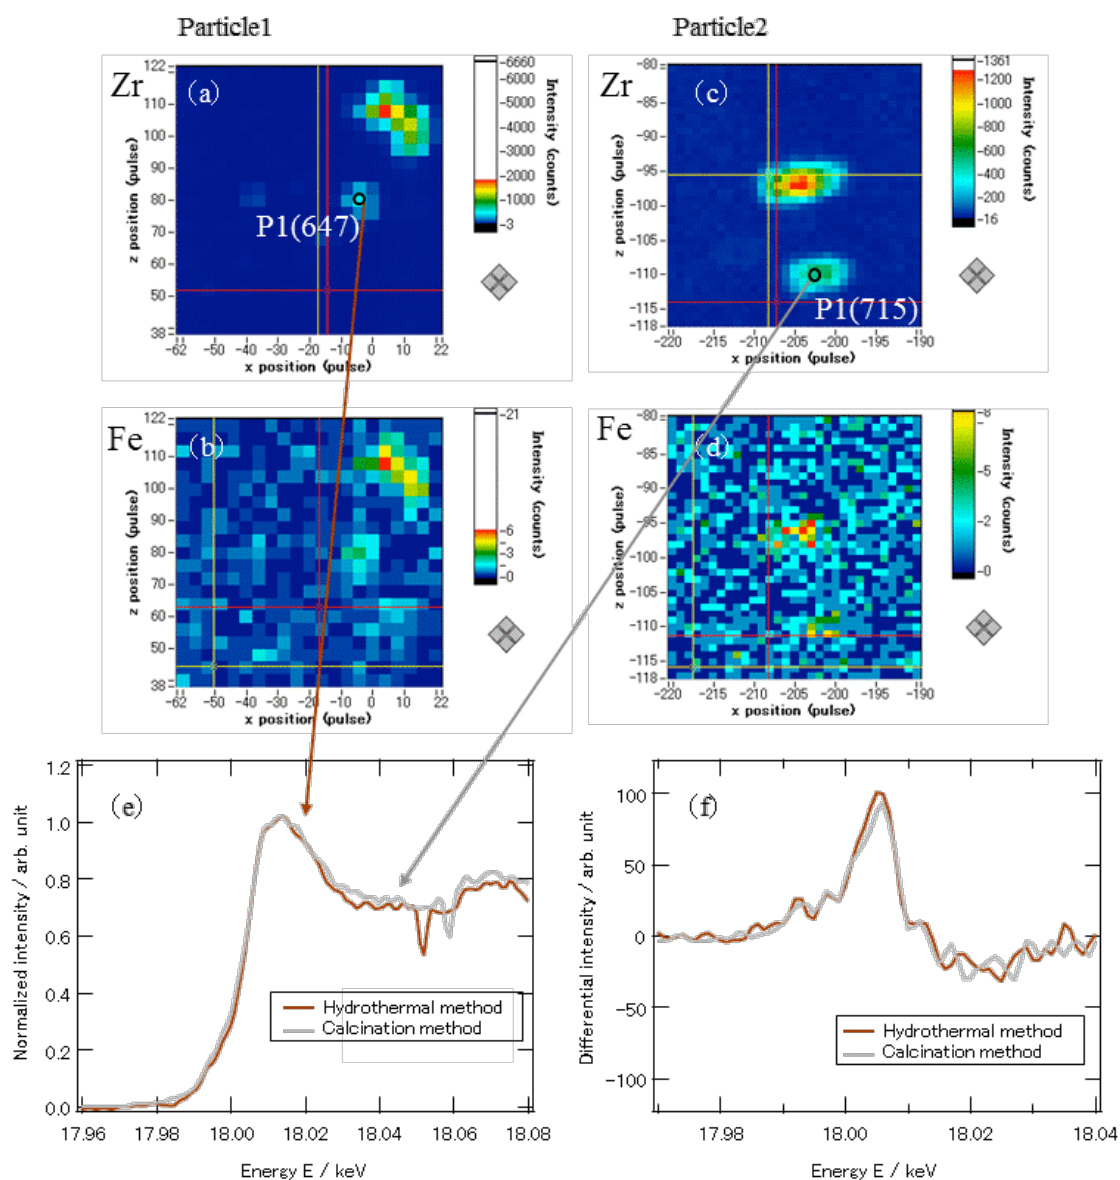 Particle1
Particle2
Zr
(a)
122
110
100
90
80
70
60
50
38
z position (pulse)
-62 -50 -40 -30 -20 -10 0 10 22
x position (pulse)
P1(647)
6660
6000
5000
4000
3000
2000
1000
3
Intensity (counts)
Zr
(c)
-80
-85
-90
-95
-100
-105
-110
-115
-118
z position (pulse)
-220 -215 -210 -205 -200 -190
x position (pulse)
P1(715)
1361
1200
1000
800
600
400
200
16
Intensity (counts)
Fe
(b)
122
110
100
90
80
70
60
50
38
z position (pulse)
-62 -50 -40 -30 -20 -10 0 10 22
x position (pulse)
21
6
3
0
Intensity (counts)
Fe
(d)
-80
-85
-90
-95
-100
-105
-110
-115
-118
z position (pulse)
-220 -215 -210 -205 -200 -190
x position (pulse)
8
5
2
0
Intensity (counts)
(e)
1.2
1.0
0.8
0.6
0.4
0.2
0.0
Normalized intensity / arb. unit
Hydrothermal method
Calcination method
17.96 17.98 18.00 18.02 18.04 18.06 18.08
Energy E / keV
(f)
100
50
0
-50
-100
Differential intensity / arb. unit
Hydrothermal method
Calcination method
17.98 18.00 18.02 18.04
Energy E / keV